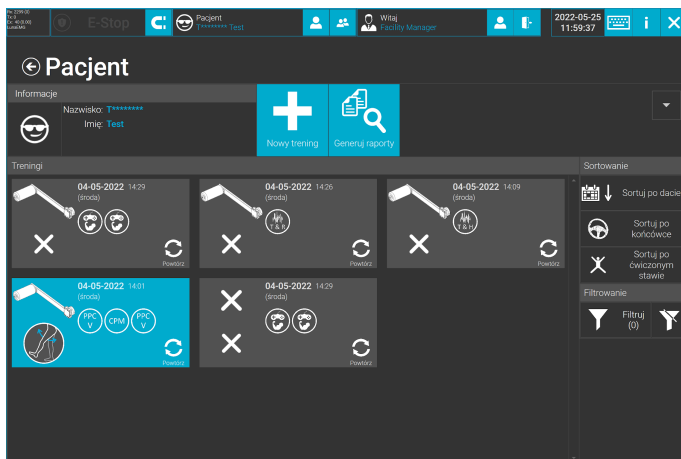 E-Stop
Pacjent
T******** Test
Witaj
Facility Manager
2022-05-25
11:59:37
Pacjent
Informacje
Nazwisko: T********
Imię: Test
Nowy trening
Generuj raporty
Treningi
04-05-2022 14:29
(środa)
Powtórz
04-05-2022 14:26
(środa)
T & R
Powtórz
04-05-2022 14:09
(środa)
T & H
Powtórz
04-05-2022 14:01
(środa)
PPC
V
CPM
PPC
V
Powtórz
04-05-2022 14:29
(środa)
Powtórz
Sortowanie
Sortuj po dacie
Sortuj po
końcówce
Sortuj po
ćwiczonym
stawie
Filtrowanie
Filtruj
(0)